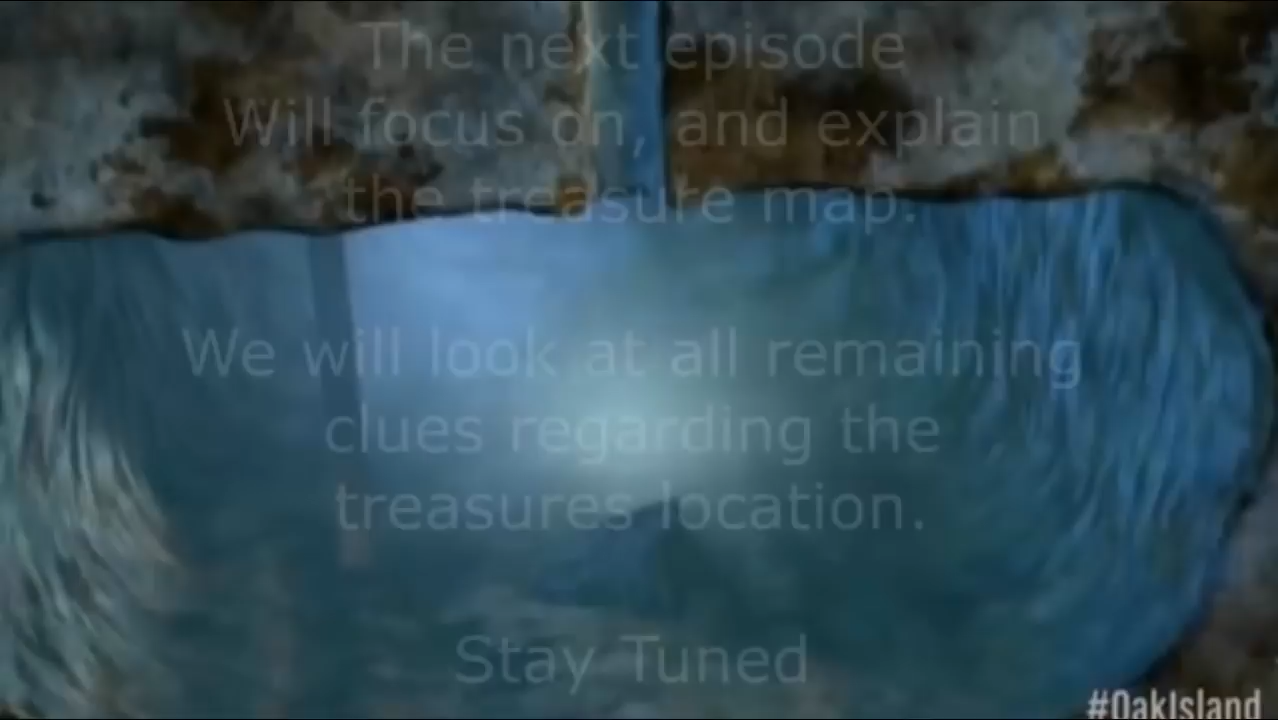 The next episode
Will focus on, and explain
the treasure map.
We will look at all remaining
clues regarding the
treasures location.
Stay Tuned
#OakIsland